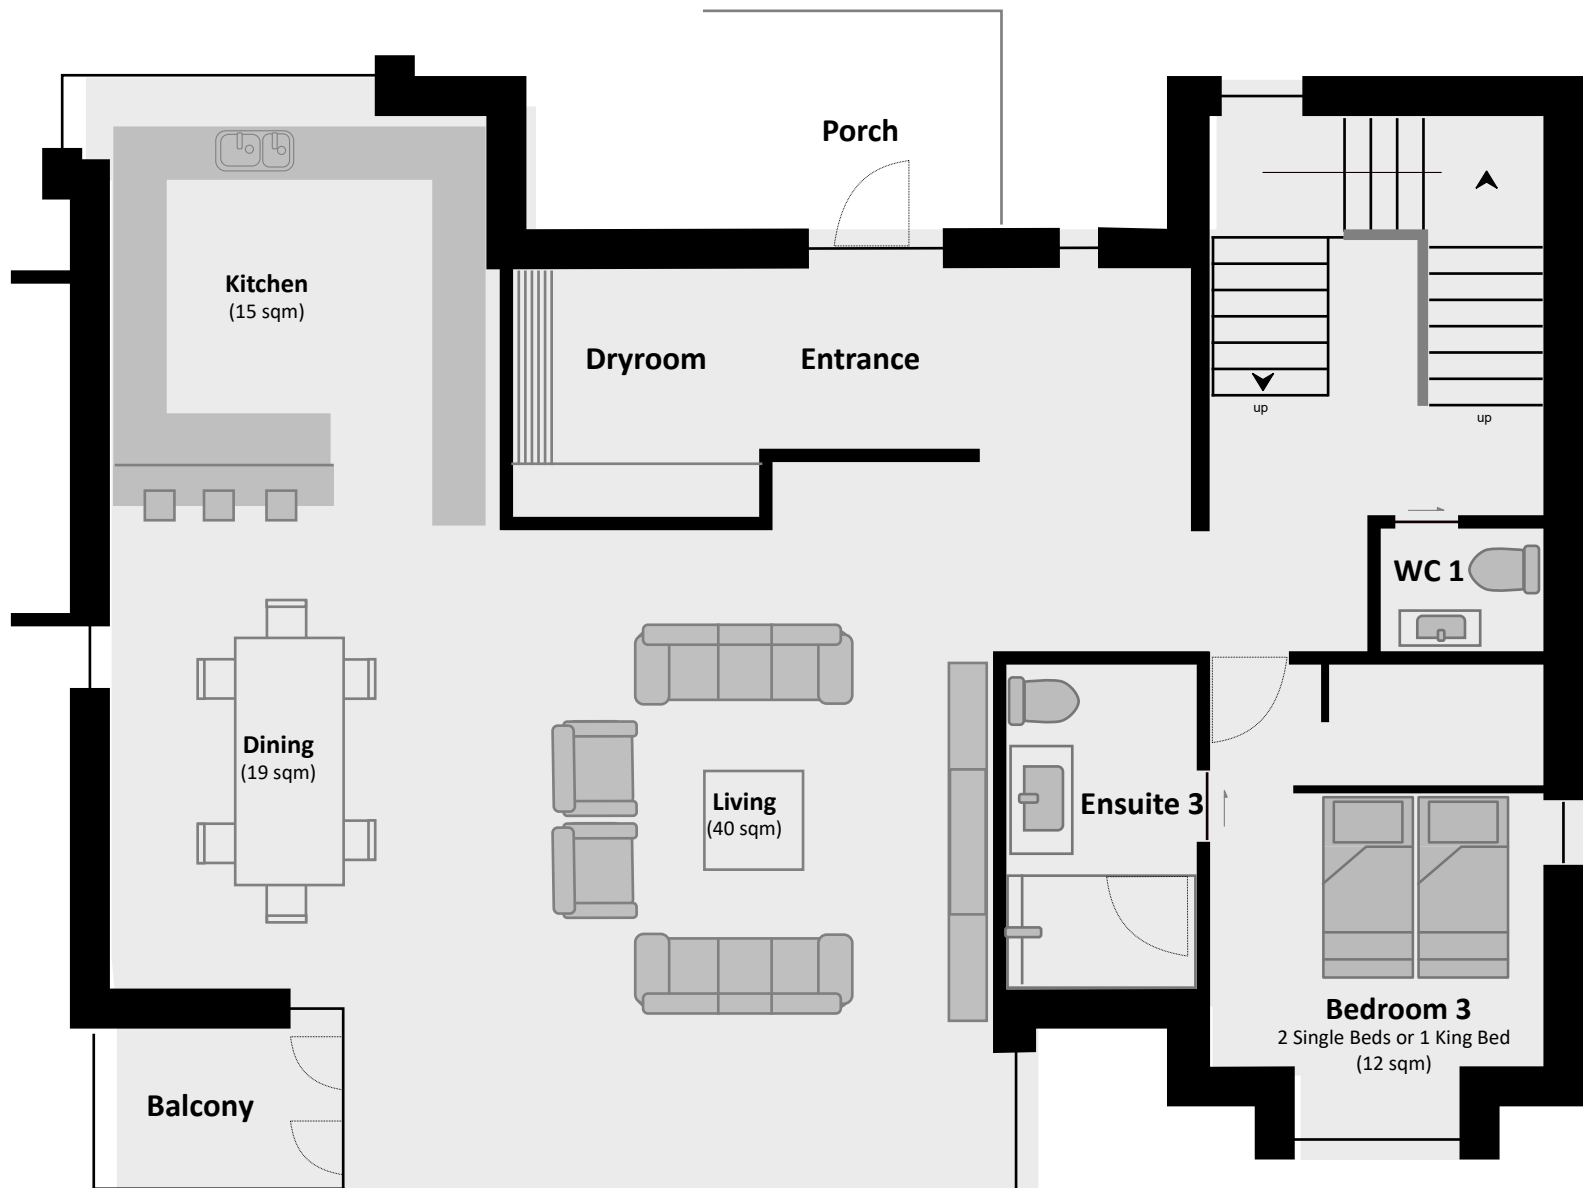 Porch
Kitchen
(15 sqm)
Dryroom
Entrance
up
up
WC 1
Dining
(19 sqm)
Living
(40 sqm)
Ensuite 3
Bedroom 3
2 Single Beds or 1 King Bed
(12 sqm)
Balcony